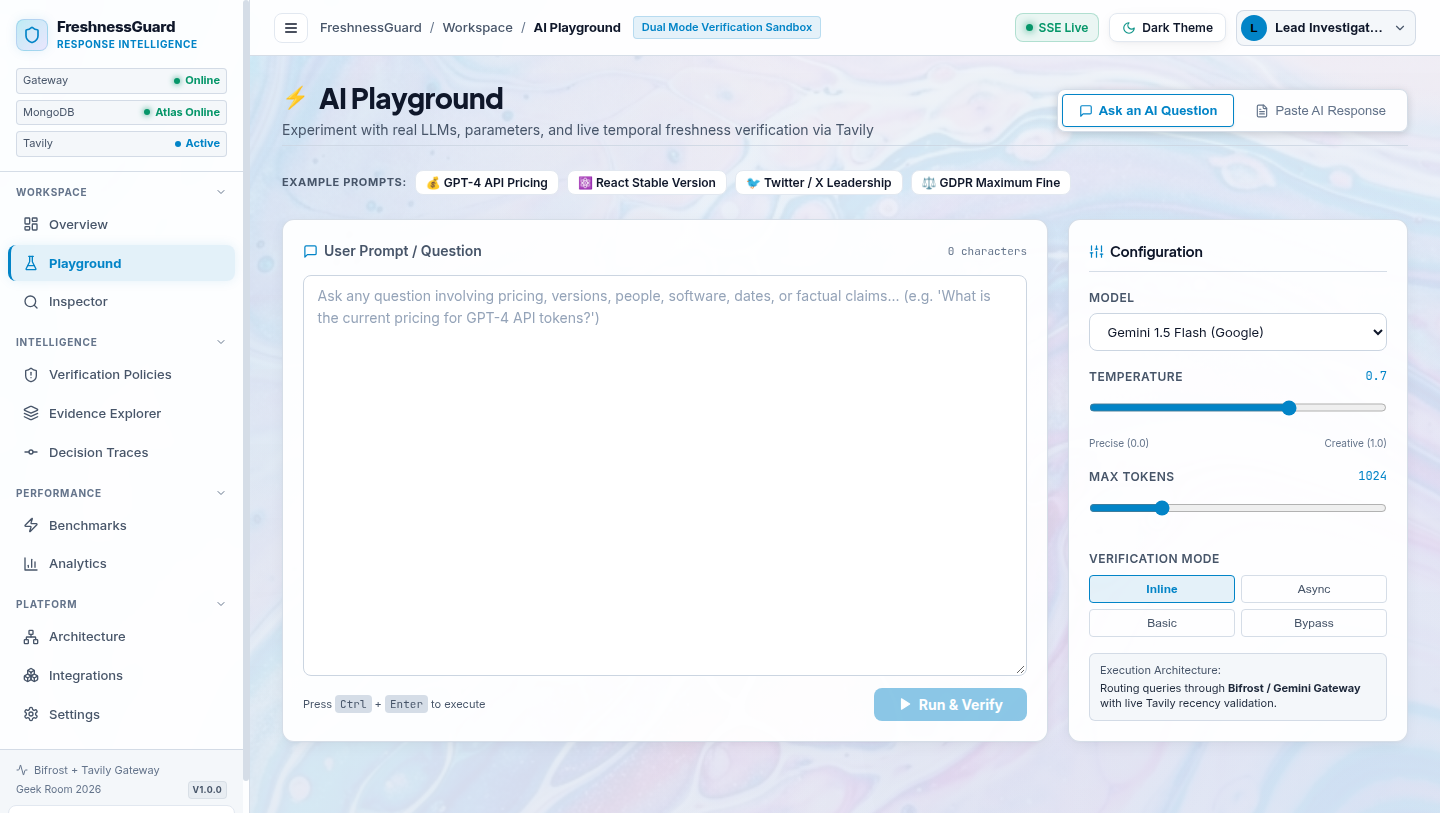 FreshnessGuard
RESPONSE INTELLIGENCE
Gateway Online
MongoDB Atlas Online
Tavily Active
WORKSPACE
Overview
Playground
Inspector
INTELLIGENCE
Verification Policies
Evidence Explorer
Decision Traces
PERFORMANCE
Benchmarks
Analytics
PLATFORM
Architecture
Integrations
Settings
Bifrost + Tavily Gateway
Geek Room 2026 V1.0.0
FreshnessGuard / Workspace / AI Playground Dual Mode Verification Sandbox
SSE Live Dark Theme L Lead Investigat...
⚡ AI Playground
Experiment with real LLMs, parameters, and live temporal freshness verification via Tavily
Ask an AI Question Paste AI Response
EXAMPLE PROMPTS: 💰 GPT-4 API Pricing ⚛️ React Stable Version 🐦 Twitter / X Leadership ⚖️ GDPR Maximum Fine
User Prompt / Question 0 characters
Ask any question involving pricing, versions, people, software, dates, or factual claims... (e.g. 'What is
the current pricing for GPT-4 API tokens?')
Press Ctrl + Enter to execute
Run & Verify
Configuration
MODEL
Gemini 1.5 Flash (Google)
TEMPERATURE 0.7
Precise (0.0) Creative (1.0)
MAX TOKENS 1024
VERIFICATION MODE
Inline Async
Basic Bypass
Execution Architecture:
Routing queries through Bifrost / Gemini Gateway
with live Tavily recency validation.